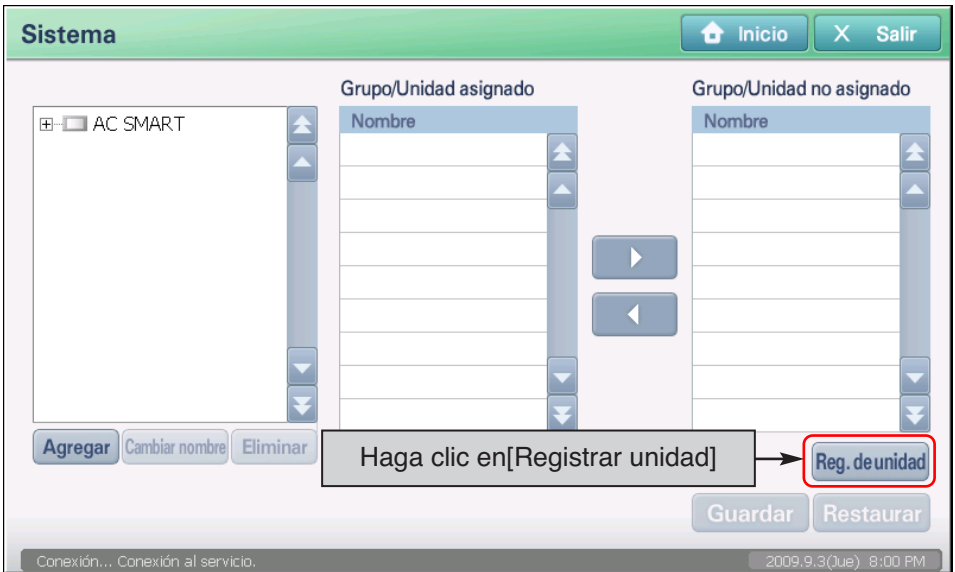 Sistema
Inicio
X Salir
Grupo/Unidad asignado
Grupo/Unidad no asignado
AC SMART
Nombre
Nombre
Agregar
Cambiar nombre
Eliminar
Haga clic en[Registrar unidad]
Reg. de unidad
Guardar
Restaurar
Conexión... Conexión al servicio.
2009.9.3(Jue) 8:00 PM